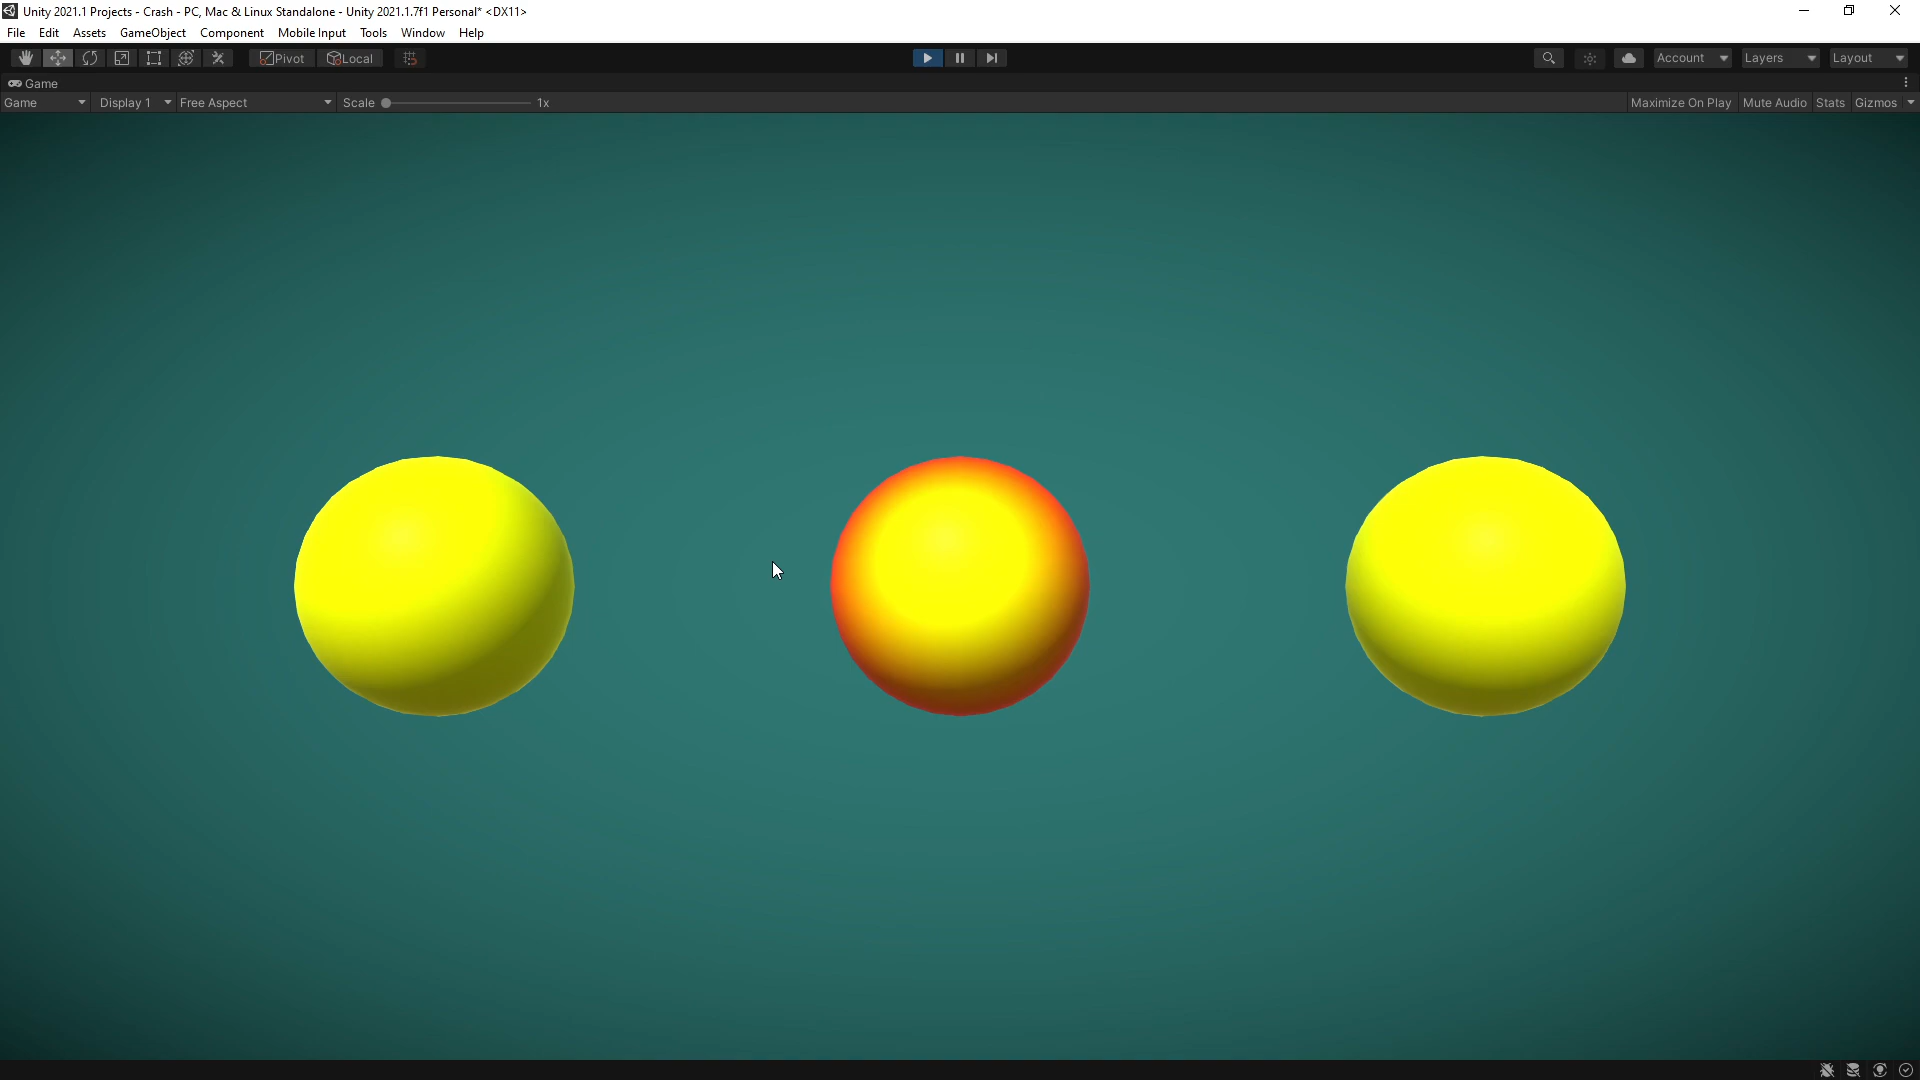 Unity 2021.1 Projects - Crash - PC, Mac & Linux Standalone - Unity 2021.1.7f1 Personal* <DX11>
File Edit Assets GameObject Component Mobile Input Tools Window Help
Pivot Local Account Layers Layout
Game
Game Display 1 Free Aspect Scale 1x Maximize On Play Mute Audio Stats Gizmos